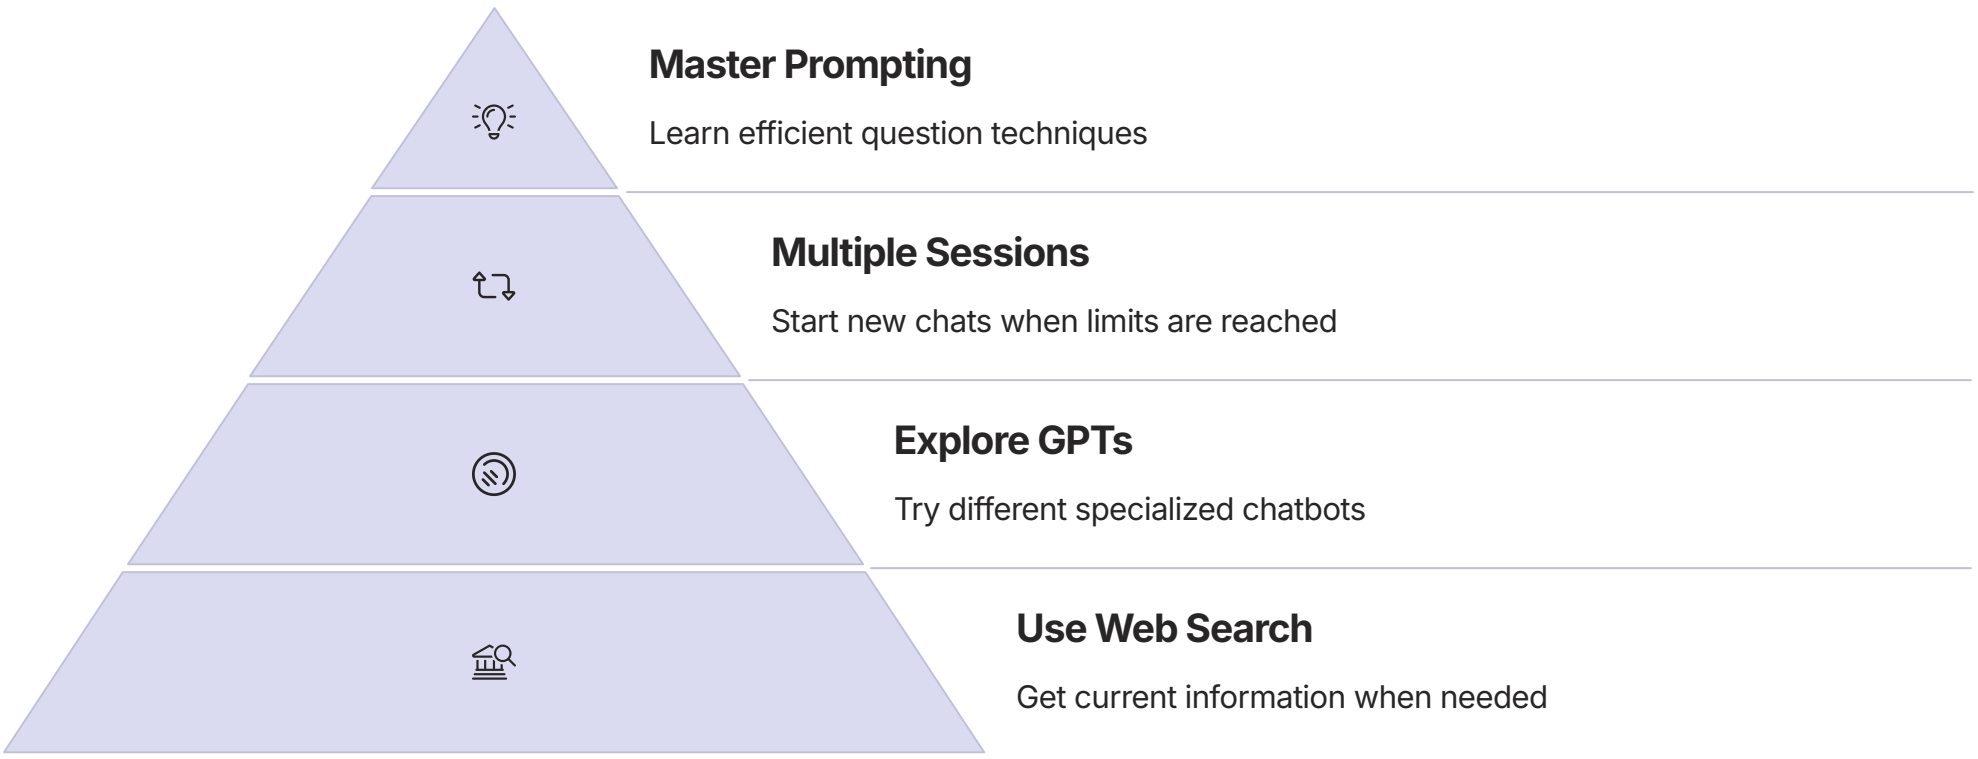 Master Prompting
Learn efficient question techniques
Multiple Sessions
Start new chats when limits are reached
Explore GPTs
Try different specialized chatbots
Use Web Search
Get current information when needed